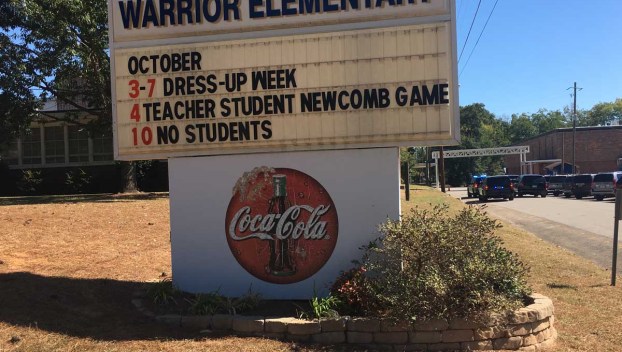 WARRIOR ELEMENTARY
OCTOBER
3-7 DRESS-UP WEEK
4 TEACHER STUDENT NEWCOMB GAME
10 NO STUDENTS
Coca-Cola